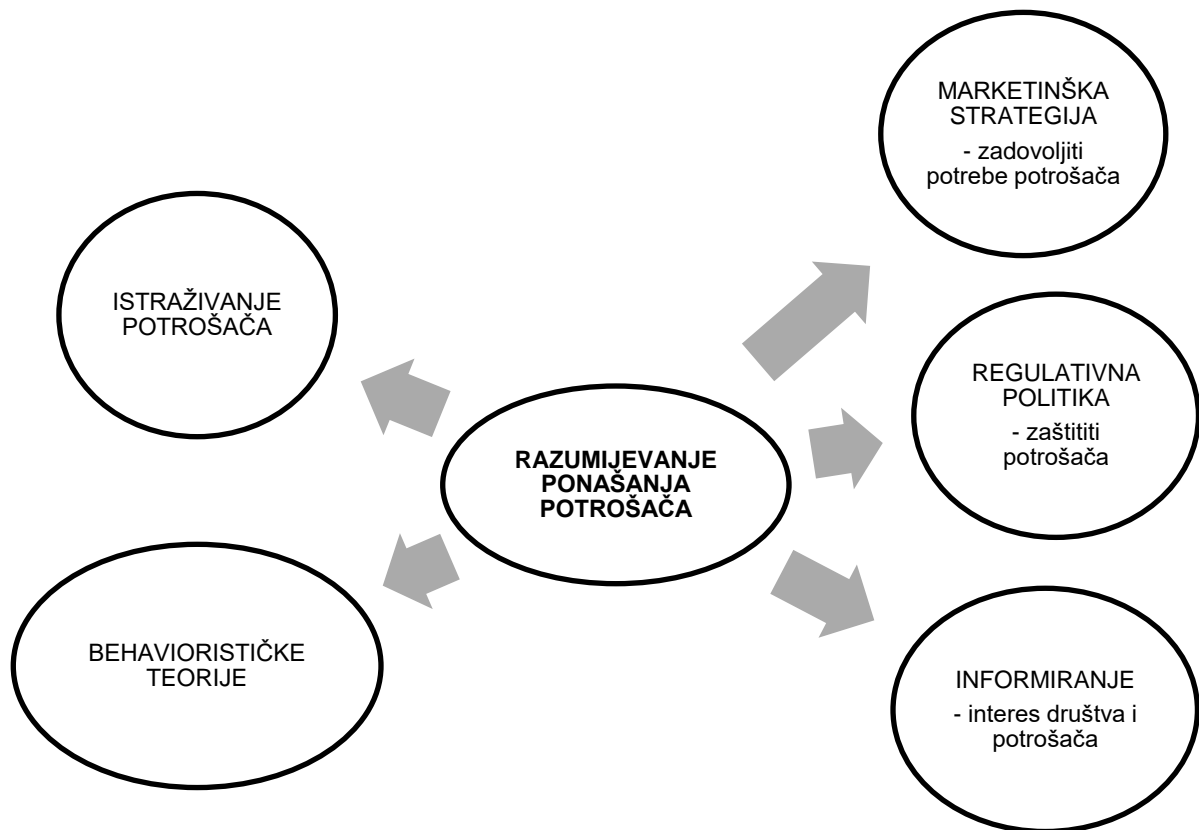 MARKETINŠKA
STRATEGIJA
- zadovoljiti
potrebe potrošača
ISTRAŽIVANJE
POTROŠAČA
REGULATIVNA
POLITIKA
- zaštititi
potrošača
RAZUMIJEVANJE
PONAŠANJA
POTROŠAČA
BEHAVIORISTIČKE
TEORIJE
INFORMIRANJE
- interes društva i
potrošača